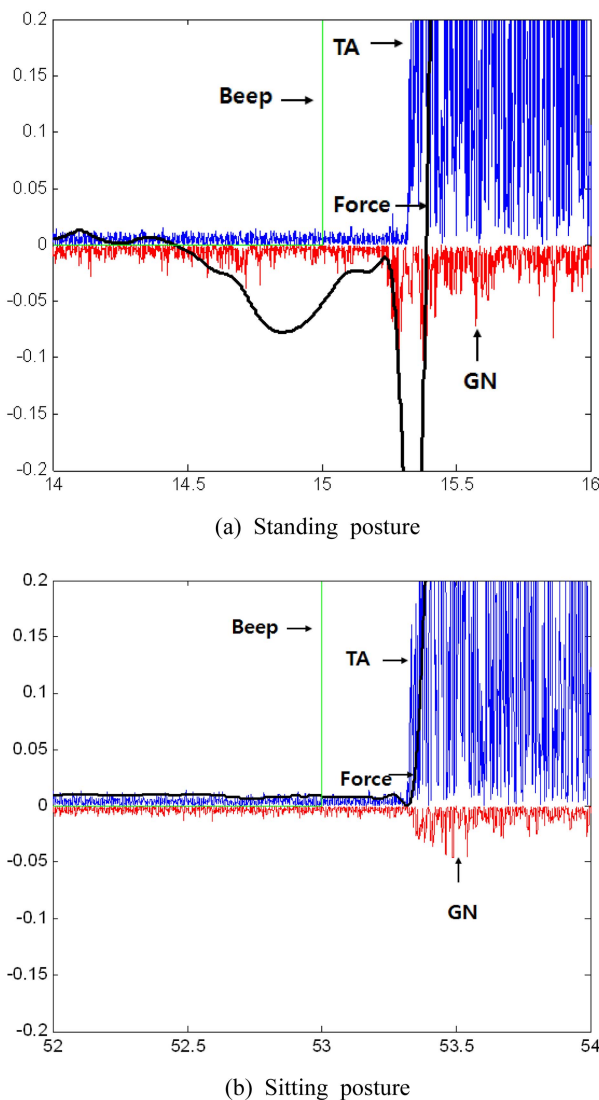 0.2
TA
0.15
Beep
0.1
0.05
Force
0
-0.05
GN
-0.1
-0.15
-0.2
14 14.5 15 15.5 16
(a) Standing posture
0.2
Beep
0.15
TA
0.1
0.05
Force
0
-0.05
GN
-0.1
-0.15
-0.2
52 52.5 53 53.5 54
(b) Sitting posture